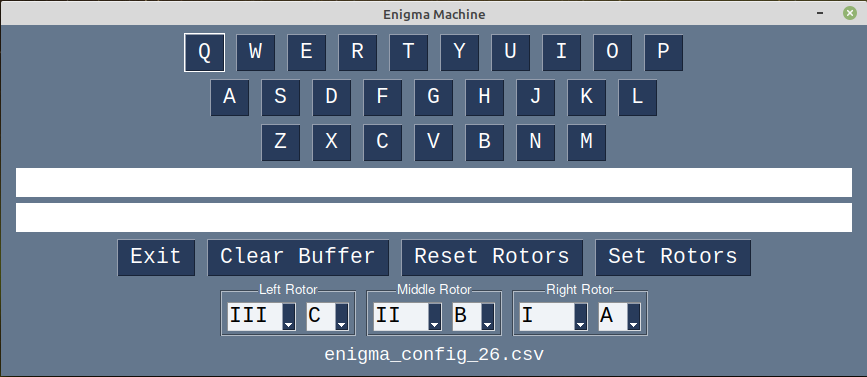 Enigma Machine
Q W E R T Y U I O P
A S D F G H J K L
Z X C V B N M
Exit Clear Buffer Reset Rotors Set Rotors
Left Rotor Middle Rotor Right Rotor
III C II B I A
enigma_config_26.csv